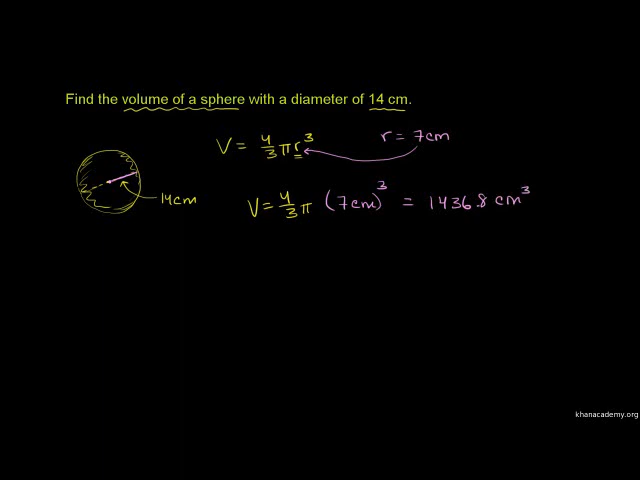 Find the volume of a sphere with a diameter of 14 cm.
V = 4/3 π r³ r = 7cm
14cm
V = 4/3 π (7cm)³ = 1436.8 cm³
khanacademy.org